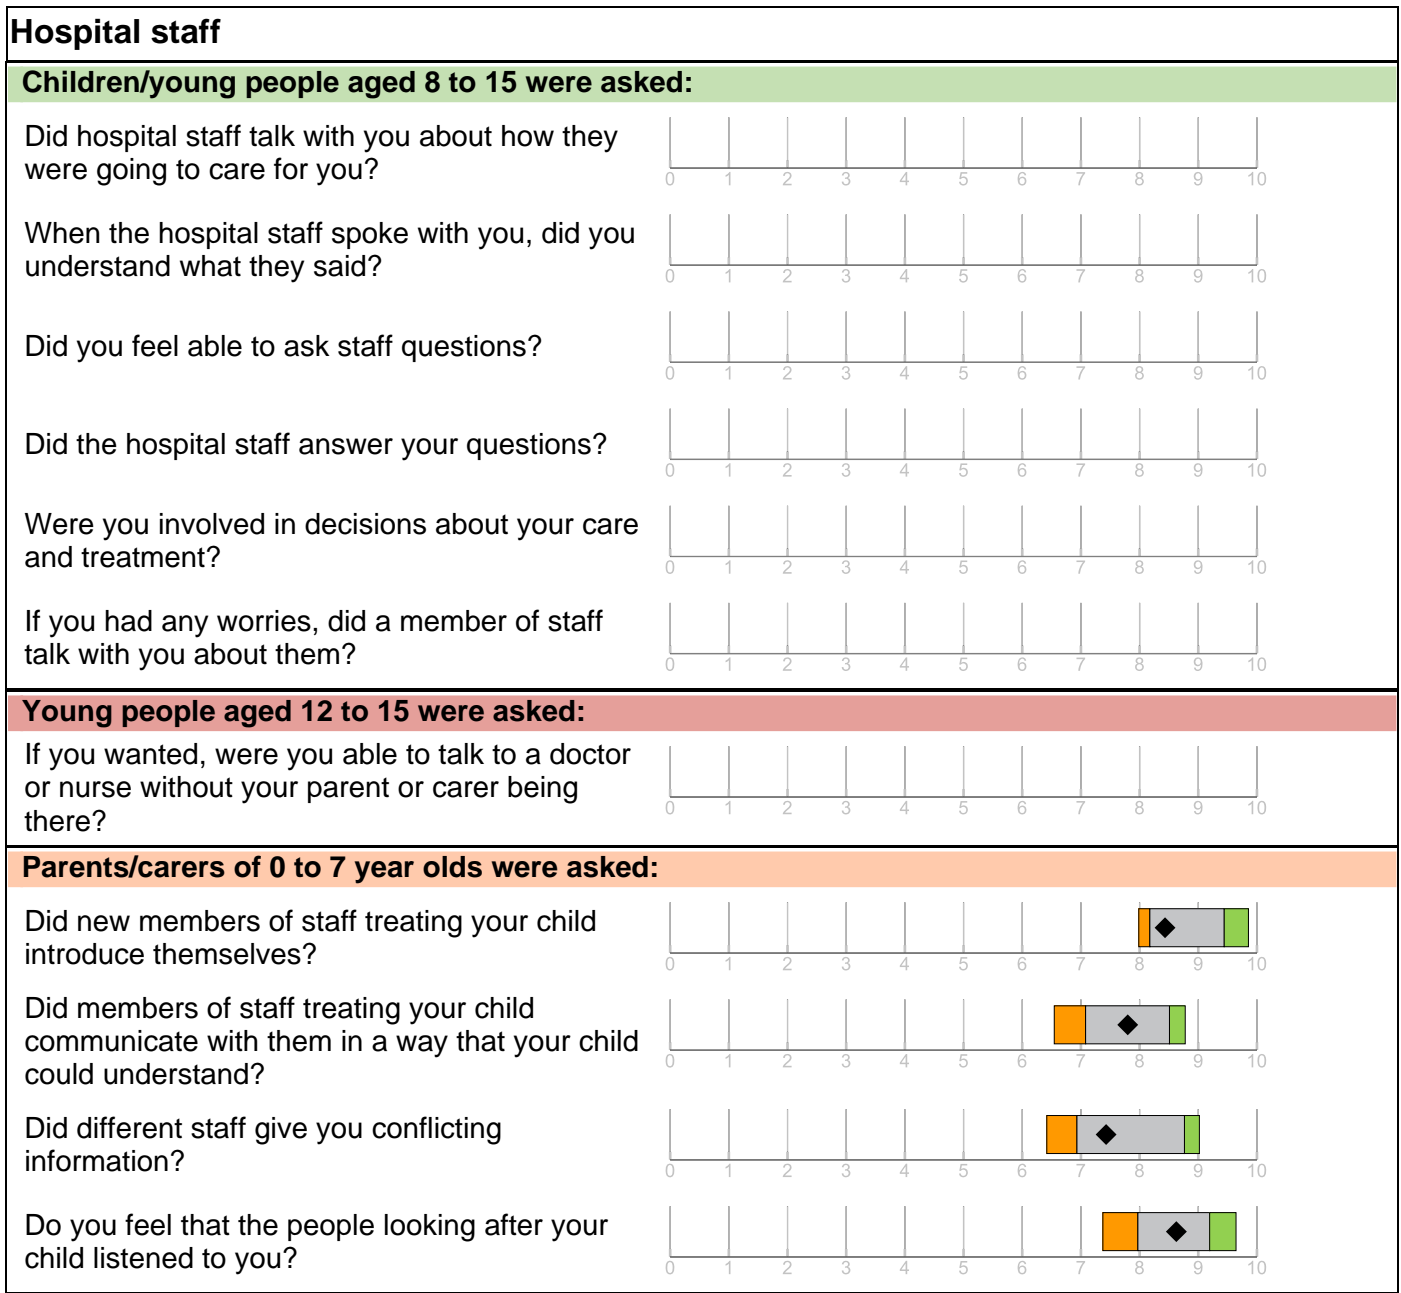 Hospital staff
Children/young people aged 8 to 15 were asked:
Did hospital staff talk with you about how they
were going to care for you?
0 1 2 3 4 5 6 7 8 9 10
When the hospital staff spoke with you, did you
understand what they said?
0 1 2 3 4 5 6 7 8 9 10
Did you feel able to ask staff questions?
0 1 2 3 4 5 6 7 8 9 10
Did the hospital staff answer your questions?
0 1 2 3 4 5 6 7 8 9 10
Were you involved in decisions about your care
and treatment?
0 1 2 3 4 5 6 7 8 9 10
If you had any worries, did a member of staff
talk with you about them?
0 1 2 3 4 5 6 7 8 9 10
Young people aged 12 to 15 were asked:
If you wanted, were you able to talk to a doctor
or nurse without your parent or carer being
there?
0 1 2 3 4 5 6 7 8 9 10
Parents/carers of 0 to 7 year olds were asked:
Did new members of staff treating your child
introduce themselves?
0 1 2 3 4 5 6 7 8 9 10
Did members of staff treating your child
communicate with them in a way that your child
could understand?
0 1 2 3 4 5 6 7 8 9 10
Did different staff give you conflicting
information?
0 1 2 3 4 5 6 7 8 9 10
Do you feel that the people looking after your
child listened to you?
0 1 2 3 4 5 6 7 8 9 10